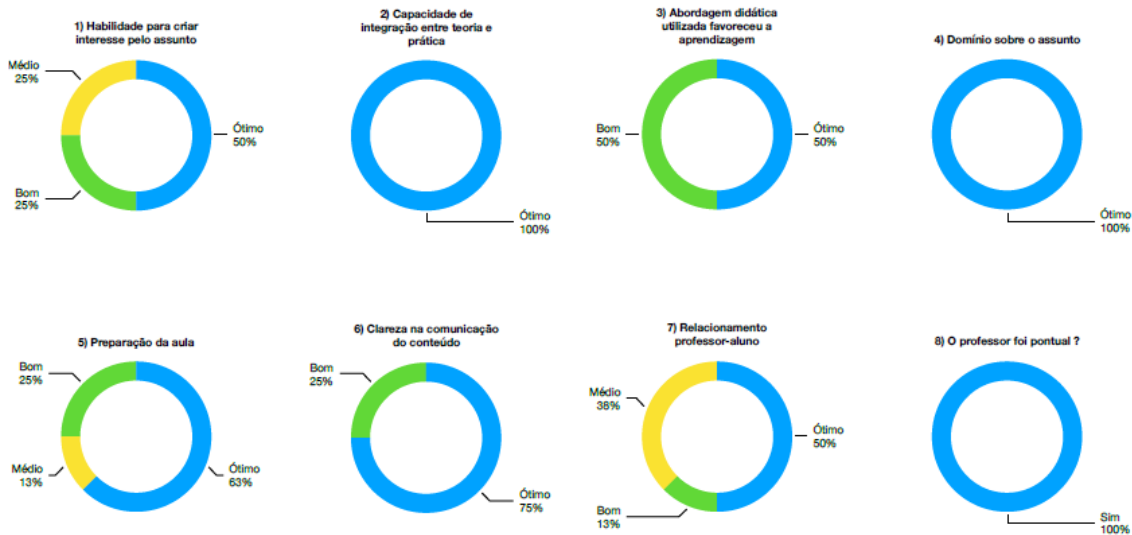 1) Habilidade para criar
interesse pelo assunto
Médio
25%
Ótimo
50%
Bom
25%
2) Capacidade de
integração entre teoria e
prática
Ótimo
100%
3) Abordagem didática
utilizada favoreceu a
aprendizagem
Bom
50%
Ótimo
50%
4) Domínio sobre o assunto
Ótimo
100%
5) Preparação da aula
Bom
25%
Médio
13%
Ótimo
63%
6) Clareza na comunicação
do conteúdo
Bom
25%
Ótimo
75%
7) Relacionamento
professor-aluno
Médio
38%
Ótimo
50%
Bom
13%
8) O professor foi pontual ?
Sim
100%